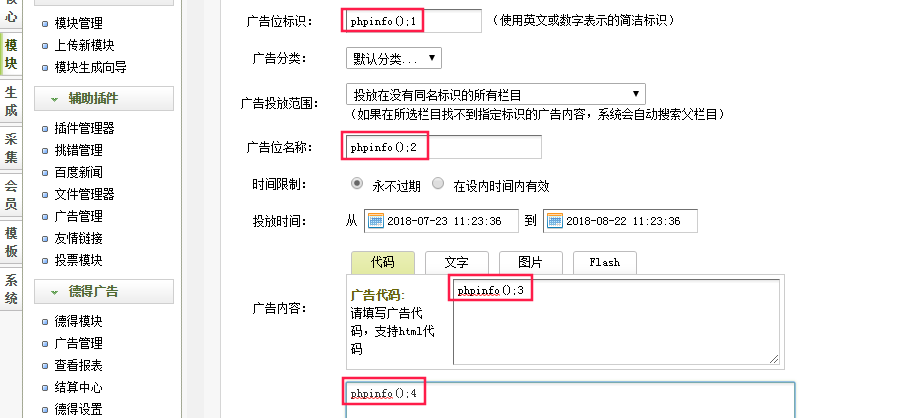 心
模块
生成
采集
会员
模板
系统
模块管理
上传新模块
模块生成向导
辅助插件
插件管理器
挑错管理
百度新闻
文件管理器
广告管理
友情链接
投票模块
德得广告
德得模块
广告管理
查看报表
结算中心
德得设置
广告位标识： phpinfo();1 （使用英文或数字表示的简洁标识）
广告分类： 默认分类...
广告投放范围： 投放在没有同名标识的所有栏目
（如果在所选栏目找不到指定标识的广告内容，系统会自动搜索父栏目）
广告位名称： phpinfo();2
时间限制： 永不过期 在设内时间内有效
投放时间： 从 2018-07-23 11:23:36 到 2018-08-22 11:23:36
代码 文字 图片 Flash
广告内容：
广告代码:
请填写广告代
码，支持html代
码
phpinfo();3
phpinfo();4